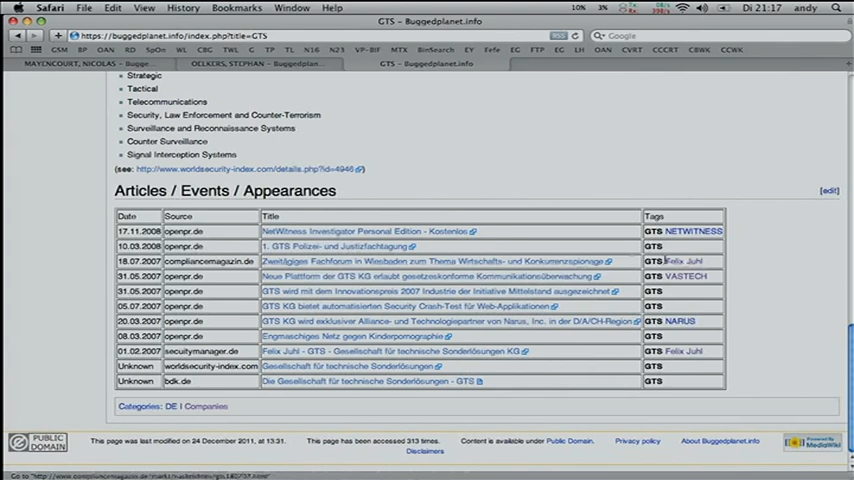 Safari File Edit View History Bookmarks Window Help 10% 3% Di 21:17 andy
GTS – Buggedplanet.info
https://buggedplanet.info/index.php?title=GTS RSS Google
GSM BP OAN RD SpOn WL TWBC G TP TL N16 N23 VP-BIF MTX BinSearch EY Fefe EG FTP EG LH OAN CVRT CCCRT CBWK CCWK
MAYENCOURT, NICOLAS – Bugge... OELKERS, STEPHAN – Buggedplan... GTS – Buggedplanet.info
Strategic
Tactical
Telecommunications
Security, Law Enforcement and Counter-Terrorism
Surveillance and Reconnaissance Systems
Counter Surveillance
Signal Interception Systems
(see: http://www.worldsecurity-index.com/details.php?id=4946)
Articles / Events / Appearances [edit]
Date Source Title Tags
17.11.2008 openpr.de NetWitness Investigator Personal Edition - Kostenlos GTS NETWITNESS
10.03.2008 openpr.de 1. GTS Polizei- und Justizfachtagung GTS
18.07.2007 compliancemagazin.de Zweitägiges Fachforum in Wiesbaden zum Thema Wirtschafts- und Konkurrenzspionage GTS Felix Juhl
31.05.2007 openpr.de Neue Plattform der GTS KG erlaubt gesetzeskonforme Kommunikationsüberwachung GTS VASTECH
31.05.2007 openpr.de GTS wird mit dem Innovationspreis 2007 Industrie der Initiative Mittelstand ausgezeichnet GTS
05.07.2007 openpr.de GTS KG bietet automatisierten Security Crash-Test für Web-Applikationen GTS
20.03.2007 openpr.de GTS KG wird exklusiver Alliance- und Technologiepartner von Narus, Inc. in der D/A/CH-Region GTS NARUS
08.03.2007 openpr.de Engmaschiges Netz gegen Kinderpornographie GTS
01.02.2007 secuitymanager.de Felix Juhl - GTS - Gesellschaft für technische Sonderlösungen KG GTS Felix Juhl
Unknown worldsecurity-index.com Gesellschaft für technische Sonderlösungen GTS
Unknown bdk.de Die Gesellschaft für technische Sonderlösungen - GTS GTS
Categories: DE | Companies
PUBLIC DOMAIN This page was last modified on 24 December 2011, at 13:31. This page has been accessed 313 times. Content is available under Public Domain. Privacy policy About Buggedplanet.info Powered By MediaWiki
Disclaimers